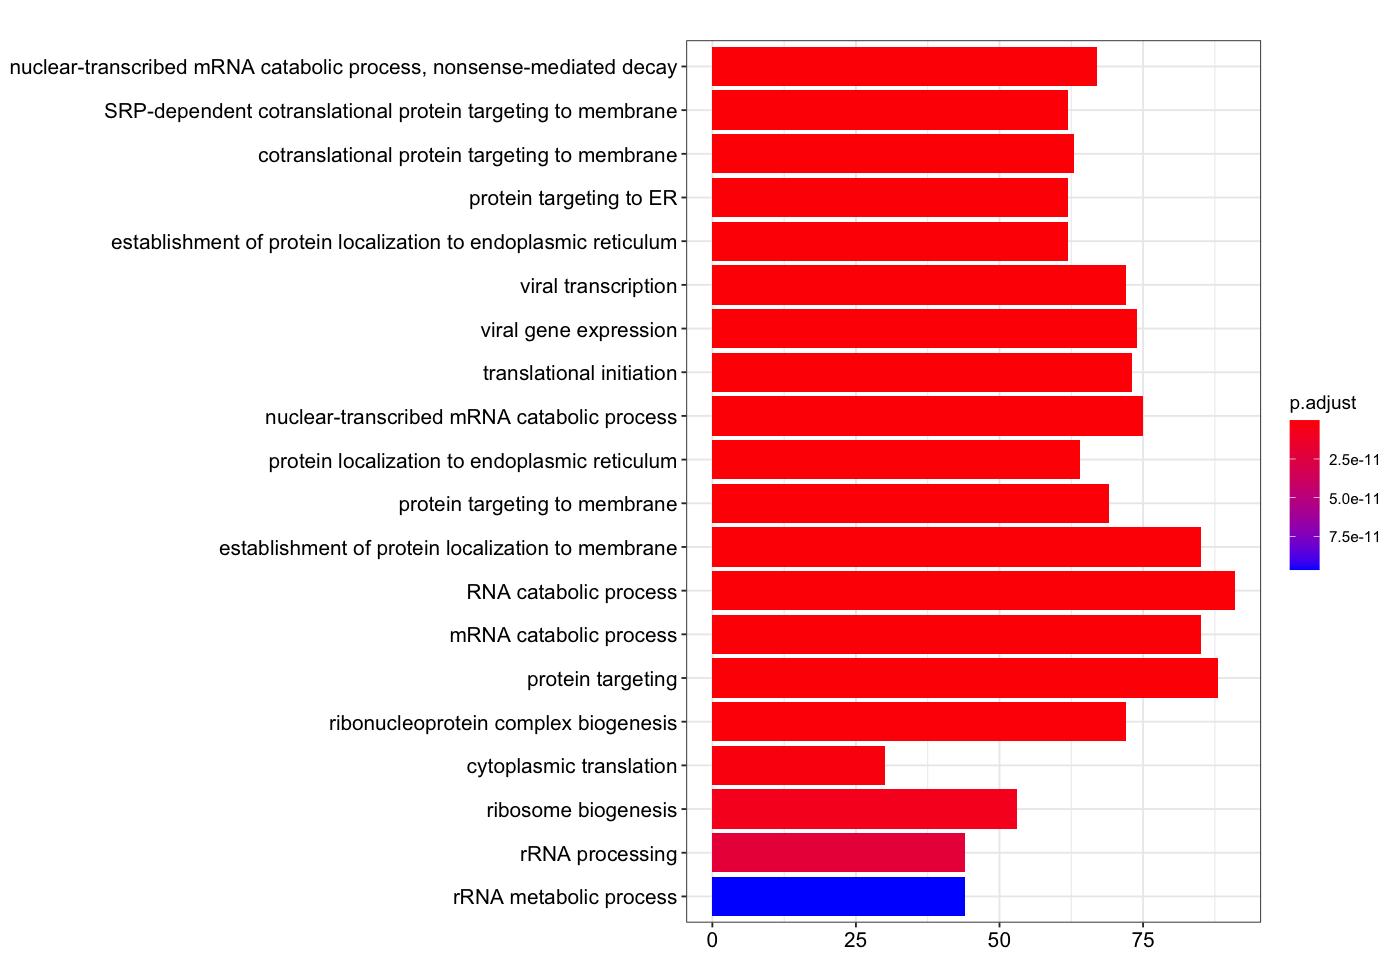 nuclear-transcribed mRNA catabolic process, nonsense-mediated decay
SRP-dependent cotranslational protein targeting to membrane
cotranslational protein targeting to membrane
protein targeting to ER
establishment of protein localization to endoplasmic reticulum
viral transcription
viral gene expression
translational initiation
nuclear-transcribed mRNA catabolic process
protein localization to endoplasmic reticulum
protein targeting to membrane
establishment of protein localization to membrane
RNA catabolic process
mRNA catabolic process
protein targeting
ribonucleoprotein complex biogenesis
cytoplasmic translation
ribosome biogenesis
rRNA processing
rRNA metabolic process
0 25 50 75
p.adjust
2.5e-11
5.0e-11
7.5e-11